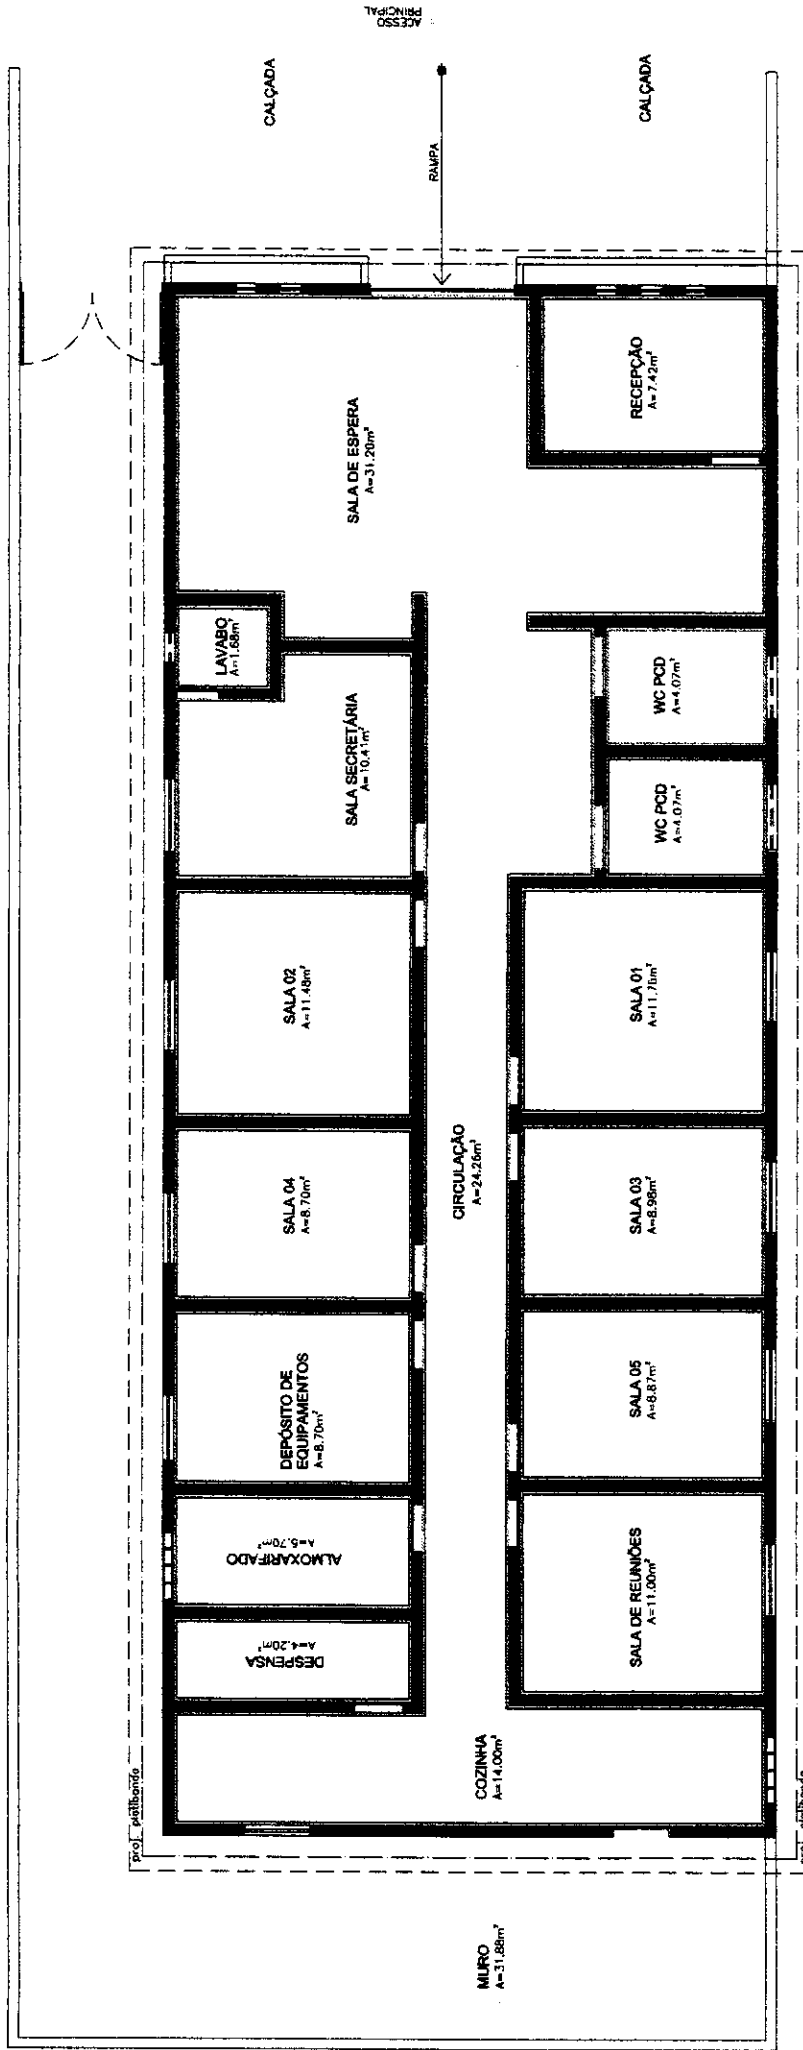 ACESSO
PRINCIPAL
CALÇADA
CALÇADA
RAMPA
RECEPÇÃO
A=7.42m²
SALA DE ESPERA
A=31.20m²
LAVABO
A=1.68m²
SALA SECRETÁRIA
A=10.41m²
WC PCD
A=4.07m²
WC PCD
A=4.07m²
SALA 02
A=11.48m²
SALA 01
A=11.76m²
CIRCULAÇÃO
A=24.26m²
SALA 04
A=8.70m²
SALA 03
A=8.98m²
DEPÓSITO DE
EQUIPAMENTOS
A=8.70m²
SALA 05
A=8.87m²
ALMOXARIFADO
A=5.70m²
SALA DE REUNIÕES
A=11.00m²
DESPENSA
A=4.20m²
COZINHA
A=14.00m²
proj. platibanda
proj. platibanda
MURO
A=31.88m²